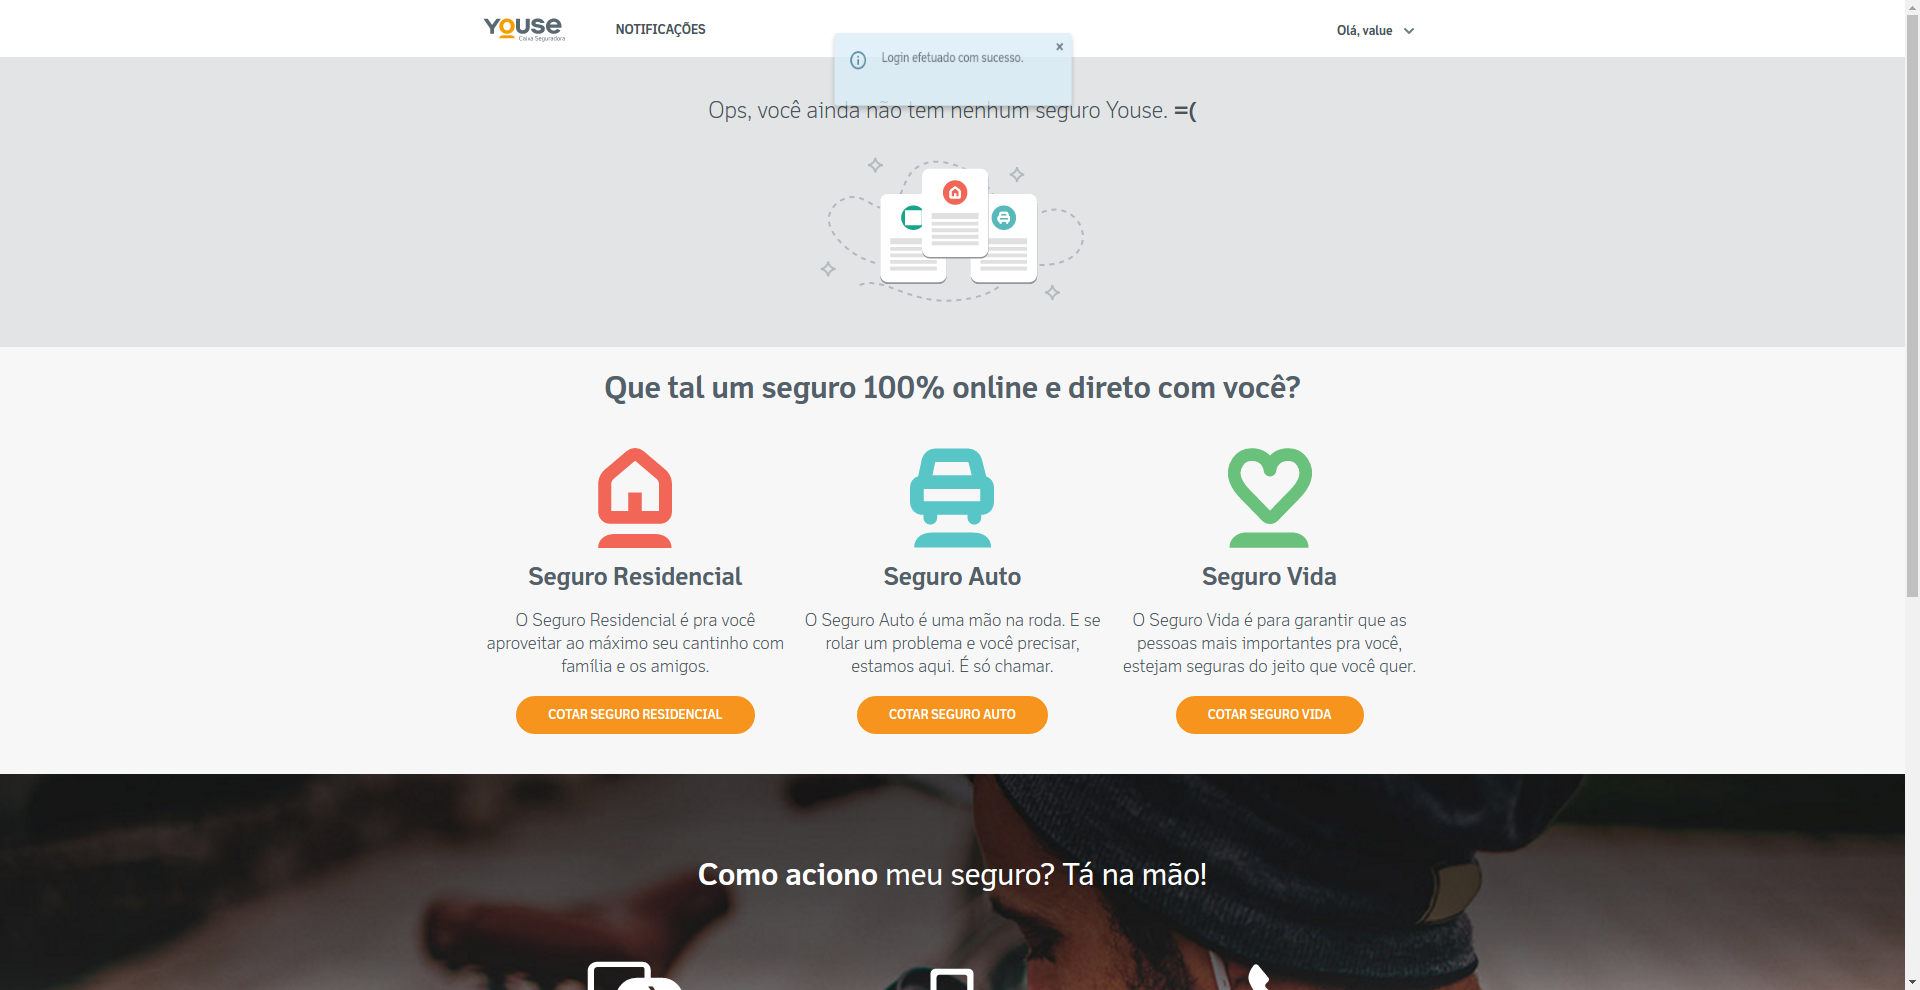 Youse
Caixa Seguradora
NOTIFICAÇÕES
Olá, value
Login efetuado com sucesso.
x
Ops, você ainda não tem nenhum seguro Youse. =(
Que tal um seguro 100% online e direto com você?
Seguro Residencial
O Seguro Residencial é pra você
aproveitar ao máximo seu cantinho com
família e os amigos.
COTAR SEGURO RESIDENCIAL
Seguro Auto
O Seguro Auto é uma mão na roda. E se
rolar um problema e você precisar,
estamos aqui. É só chamar.
COTAR SEGURO AUTO
Seguro Vida
O Seguro Vida é para garantir que as
pessoas mais importantes pra você,
estejam seguras do jeito que você quer.
COTAR SEGURO VIDA
Como aciono meu seguro? Tá na mão!